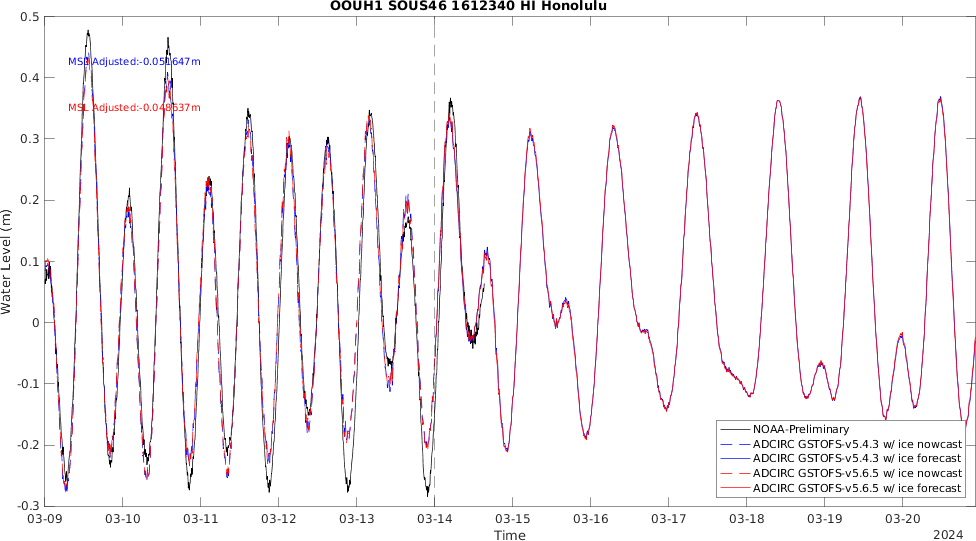 OOUH1 SOUS46 1612340 HI Honolulu
0.5
MSL Adjusted:-0.051647m
0.4
MSL Adjusted:-0.048637m
0.3
0.2
0.1
0
-0.1
-0.2
-0.3
Water Level (m)
NOAA-Preliminary
ADCIRC GSTOFS-v5.4.3 w/ ice nowcast
ADCIRC GSTOFS-v5.4.3 w/ ice forecast
ADCIRC GSTOFS-v5.6.5 w/ ice nowcast
ADCIRC GSTOFS-v5.6.5 w/ ice forecast
03-09 03-10 03-11 03-12 03-13 03-14 03-15 03-16 03-17 03-18 03-19 03-20
Time
2024